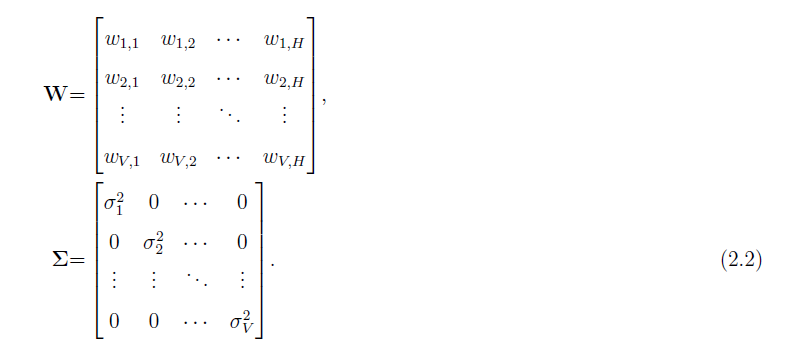 W= [ w_{1,1} w_{1,2} ⋯ w_{1,H}
w_{2,1} w_{2,2} ⋯ w_{2,H}
⋮ ⋮ ⋱ ⋮
w_{V,1} w_{V,2} ⋯ w_{V,H} ] ,
Σ= [ σ_1^2 0 ⋯ 0
0 σ_2^2 ⋯ 0
⋮ ⋮ ⋱ ⋮
0 0 ⋯ σ_V^2 ] . (2.2)